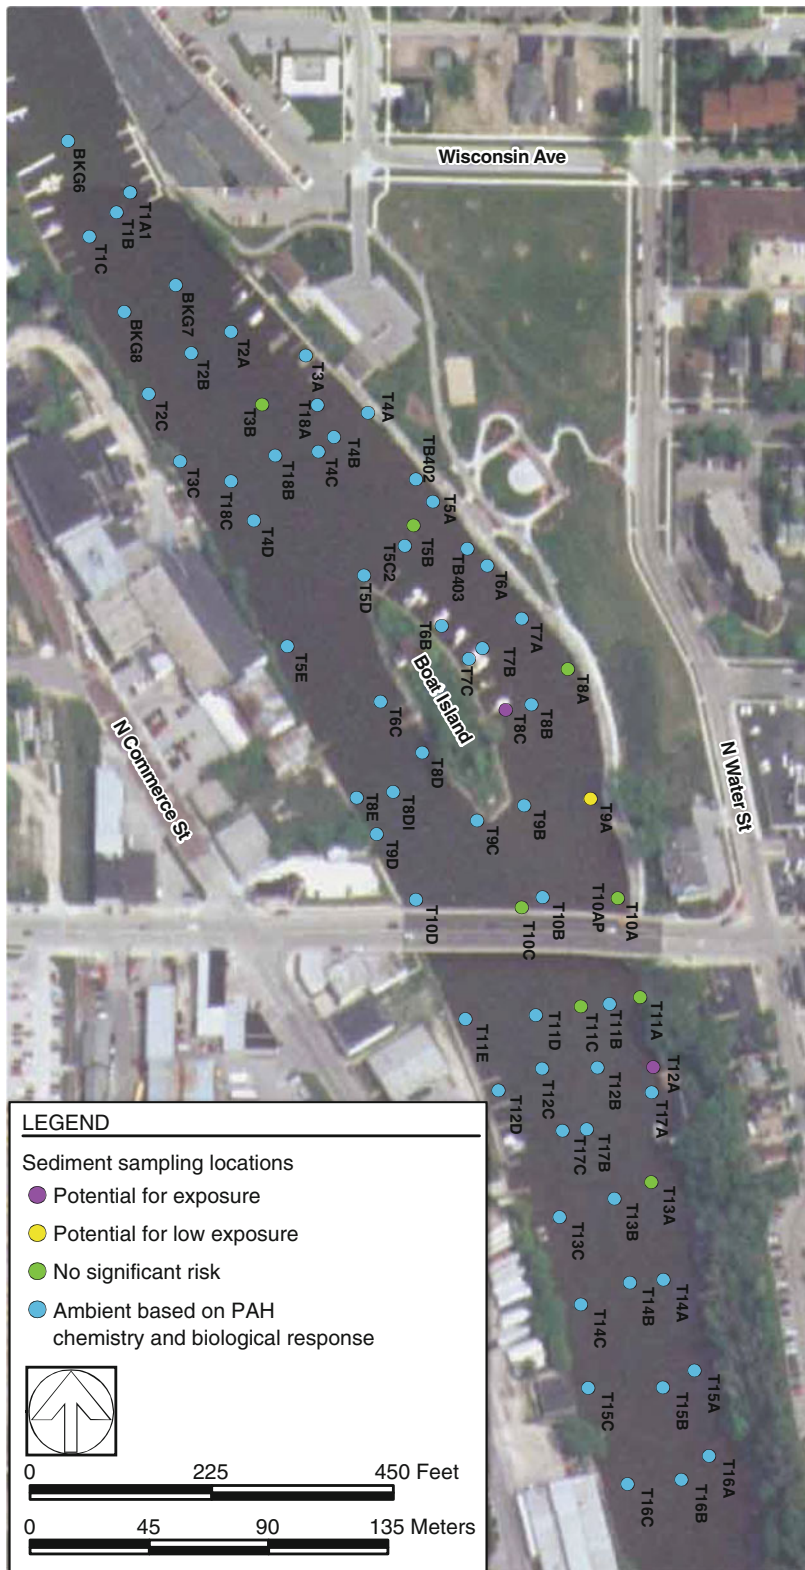 Wisconsin Ave
BKG6
T1A1
T1B
T1C
BKG7
BKG8
T2A
T2B
T3A
T2C
T3B
T18A
T4A
T4B
T4C
T18B
T3C
T18C
TB402
T5A
T4D
T5B
T5C2
TB403
T6A
T5D
T7A
T6B
T5E
T7B
T7C
T8A
Boat Island
T6C
T8B
T8C
T8D
N Water St
N Commerce St
T8DI
T8E
T9A
T9B
T9C
T9D
T10A
T10AP
T10B
T10C
T10D
T11A
T11B
T11C
T11D
T11E
T12A
T12B
T12C
T17A
T12D
T17B
T17C
T13A
T13B
T13C
T14A
T14B
T14C
T15A
T15B
T15C
T16A
T16B
T16C
LEGEND
Sediment sampling locations
Potential for exposure
Potential for low exposure
No significant risk
Ambient based on PAH
chemistry and biological response
0 225 450 Feet
0 45 90 135 Meters